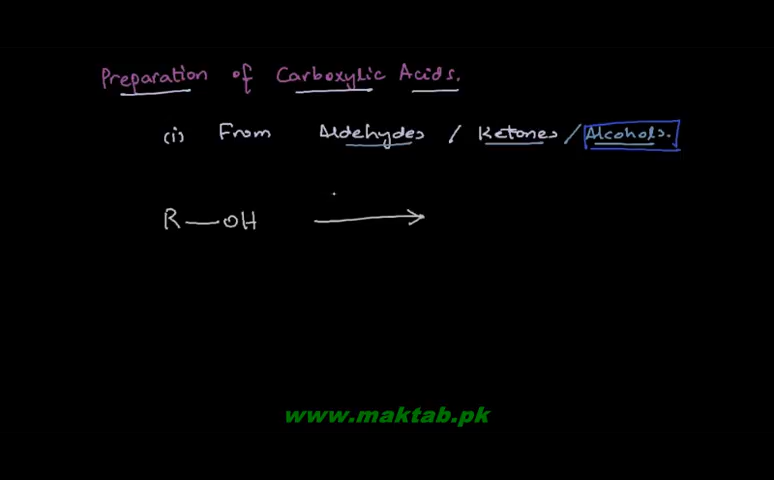 Preparation of Carboxylic Acids.
(i) From Aldehydes / Ketones / Alcohols.
R—OH →
www.maktab.pk